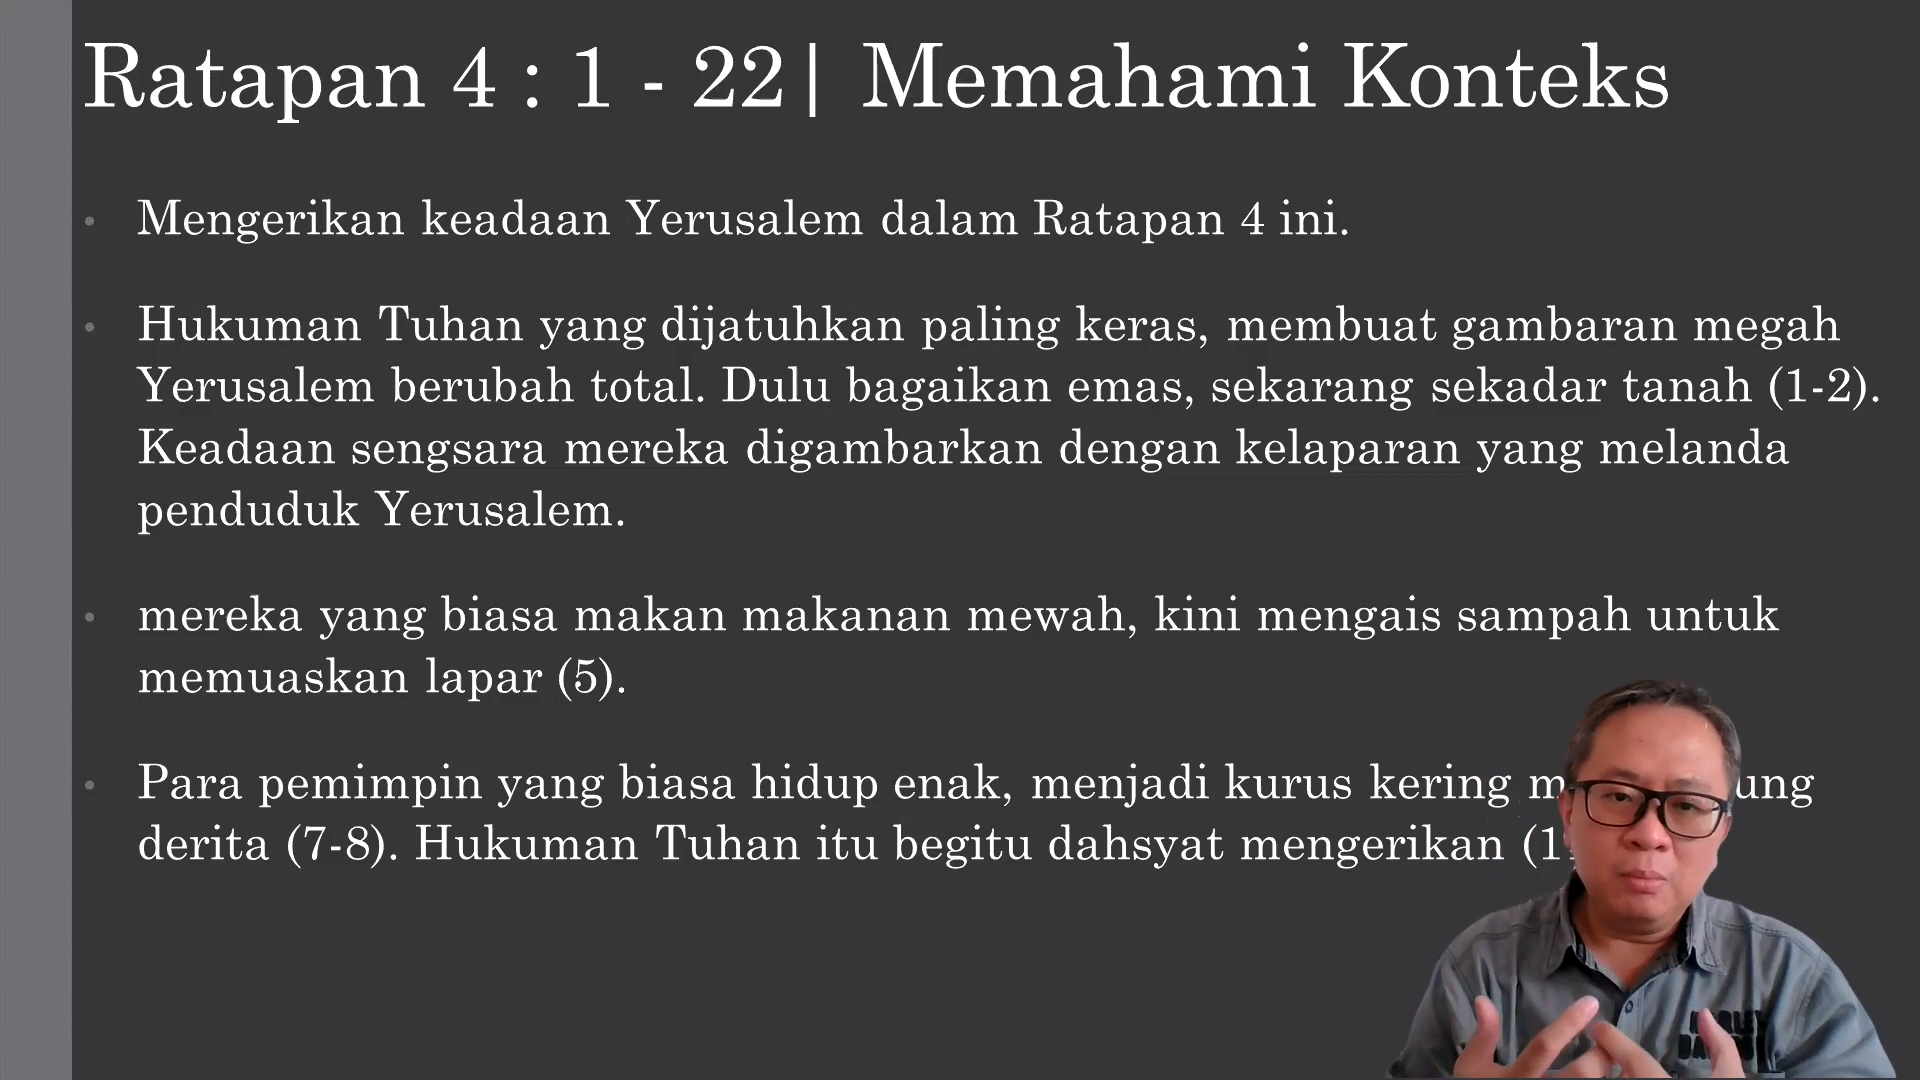 Ratapan 4 : 1 - 22| Memahami Konteks
• Mengerikan keadaan Yerusalem dalam Ratapan 4 ini.
• Hukuman Tuhan yang dijatuhkan paling keras, membuat gambaran megah
Yerusalem berubah total. Dulu bagaikan emas, sekarang sekadar tanah (1-2).
Keadaan sengsara mereka digambarkan dengan kelaparan yang melanda
penduduk Yerusalem.
• mereka yang biasa makan makanan mewah, kini mengais sampah untuk
memuaskan lapar (5).
• Para pemimpin yang biasa hidup enak, menjadi kurus kering
derita (7-8). Hukuman Tuhan itu begitu dahsyat mengerikan